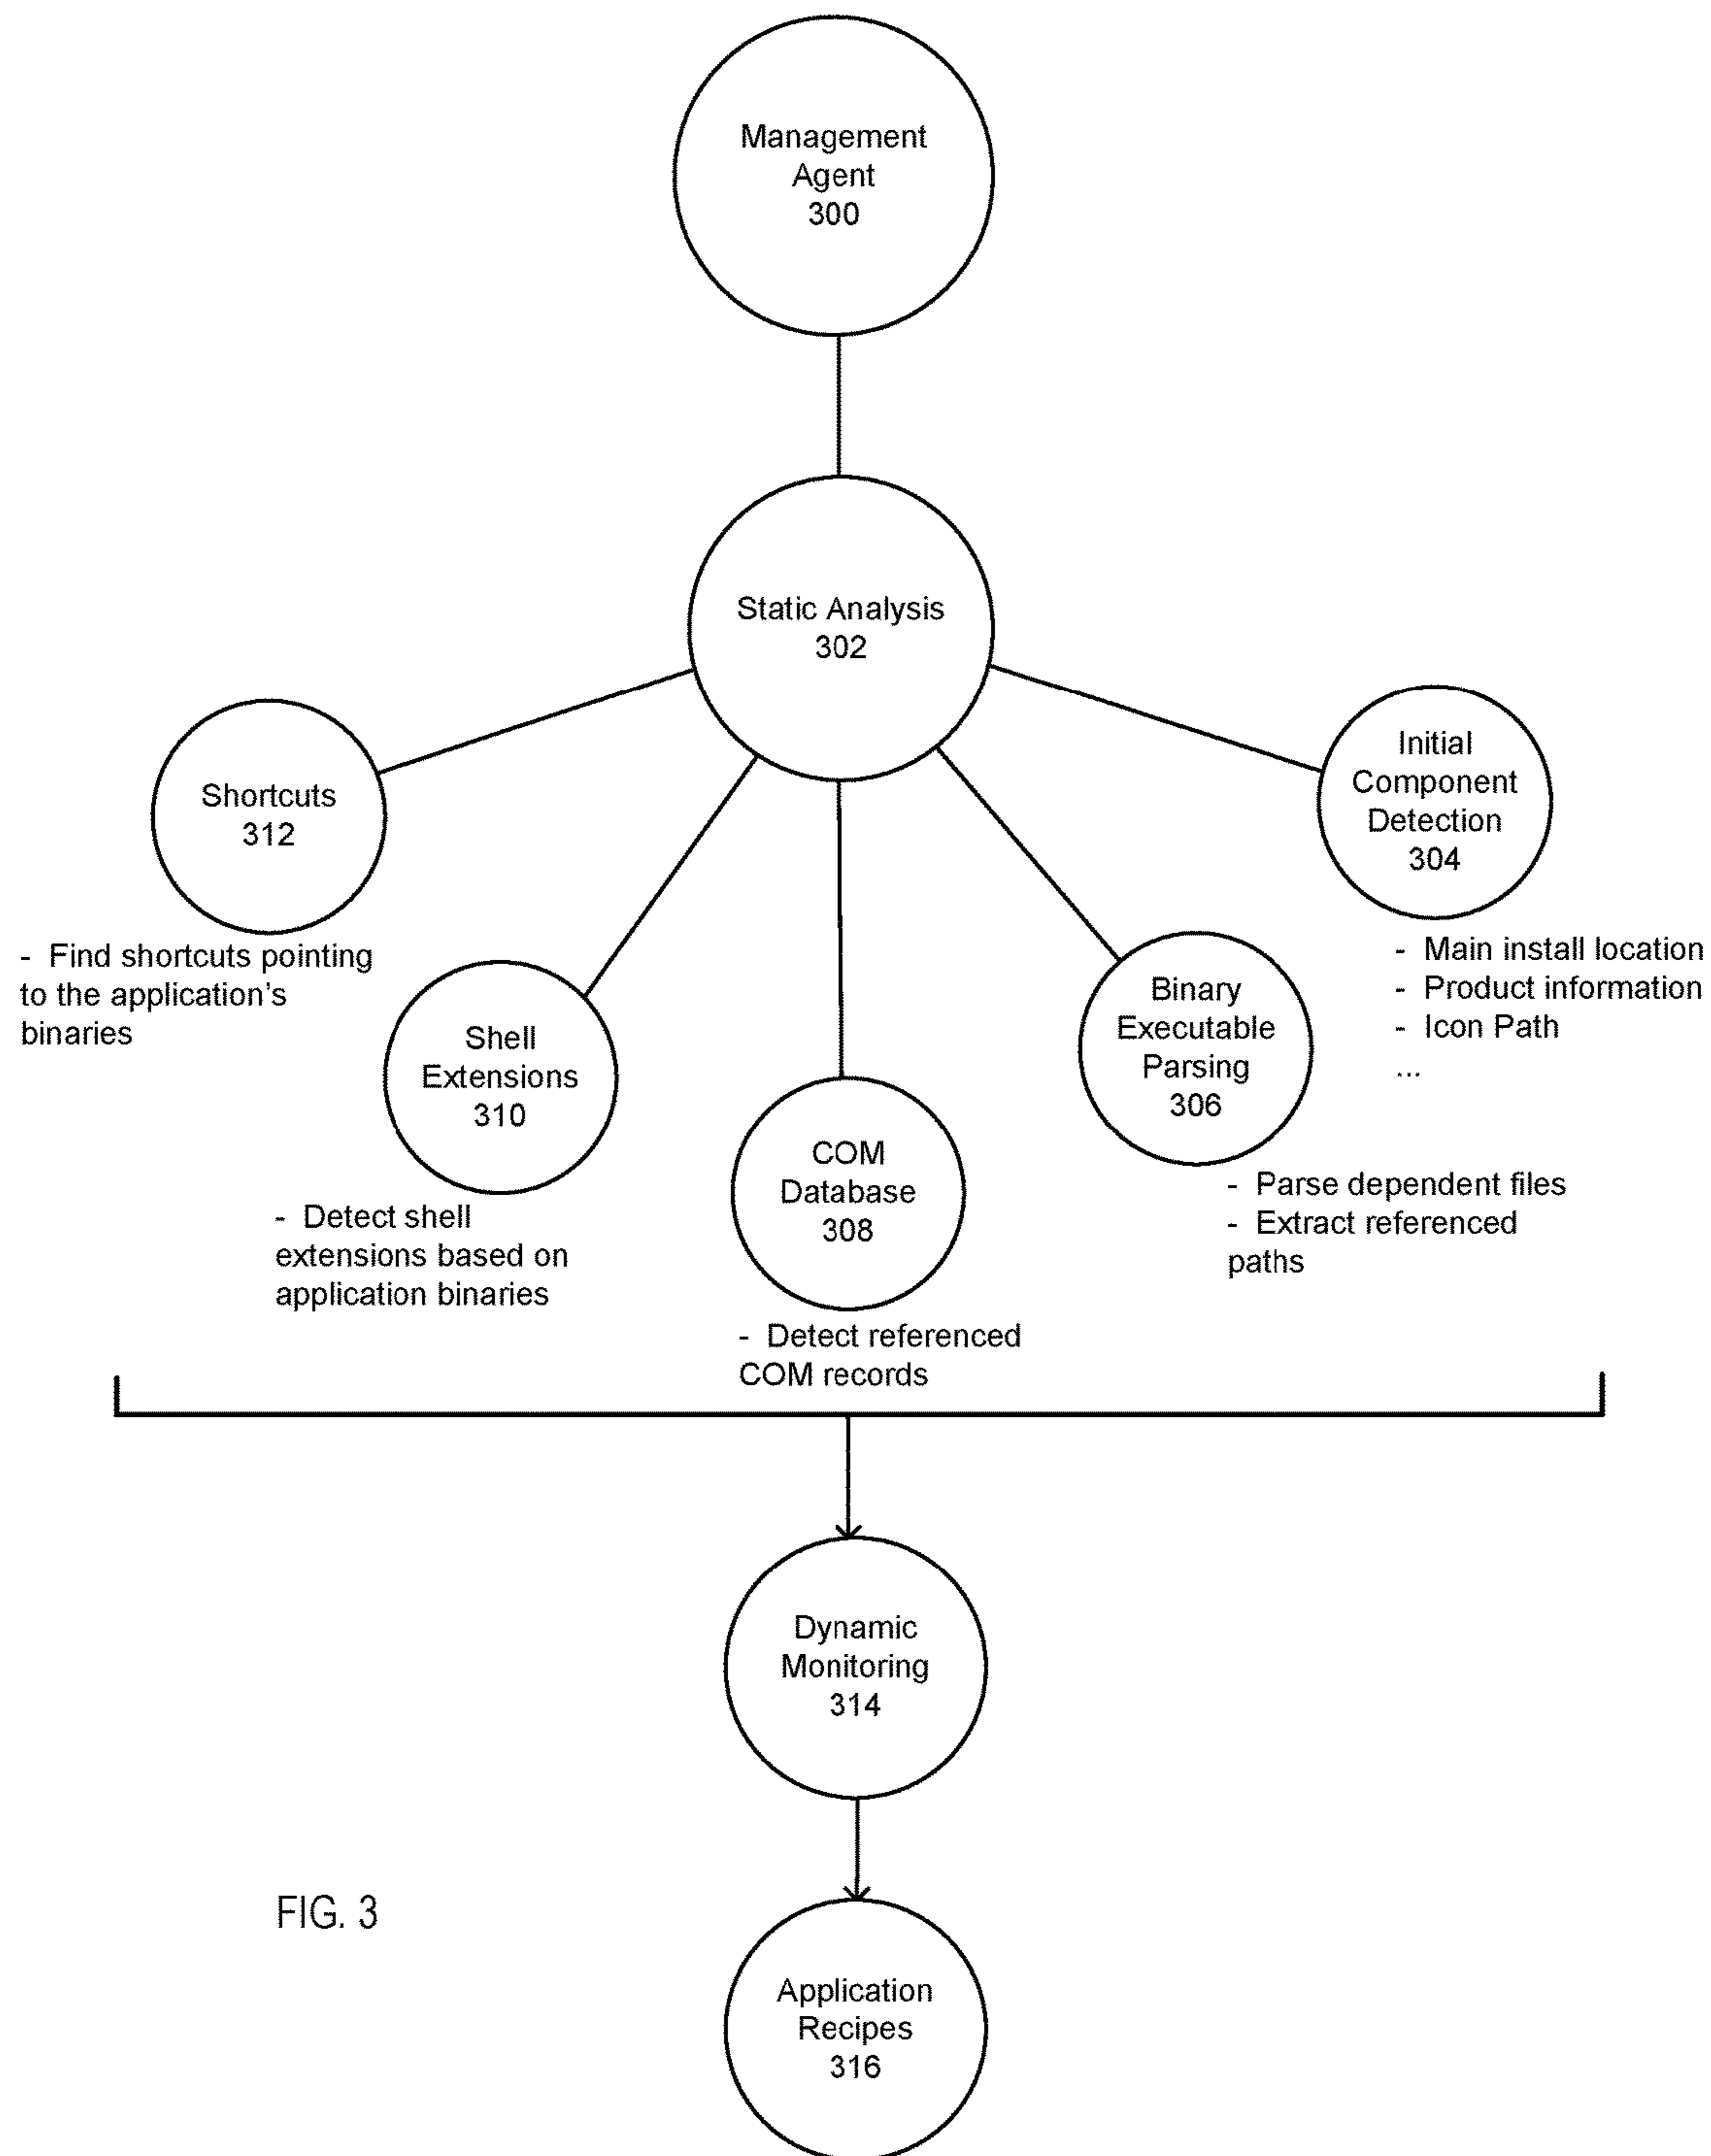 Management
Agent
300
Static Analysis
302
Shortcuts
312
- Find shortcuts pointing
to the application's
binaries
Shell
Extensions
310
- Detect shell
extensions based on
application binaries
COM
Database
308
- Detect referenced
COM records
Binary
Executable
Parsing
306
- Parse dependent files
- Extract referenced
paths
Initial
Component
Detection
304
- Main install location
- Product information
- Icon Path
...
Dynamic
Monitoring
314
Application
Recipes
316
FIG. 3